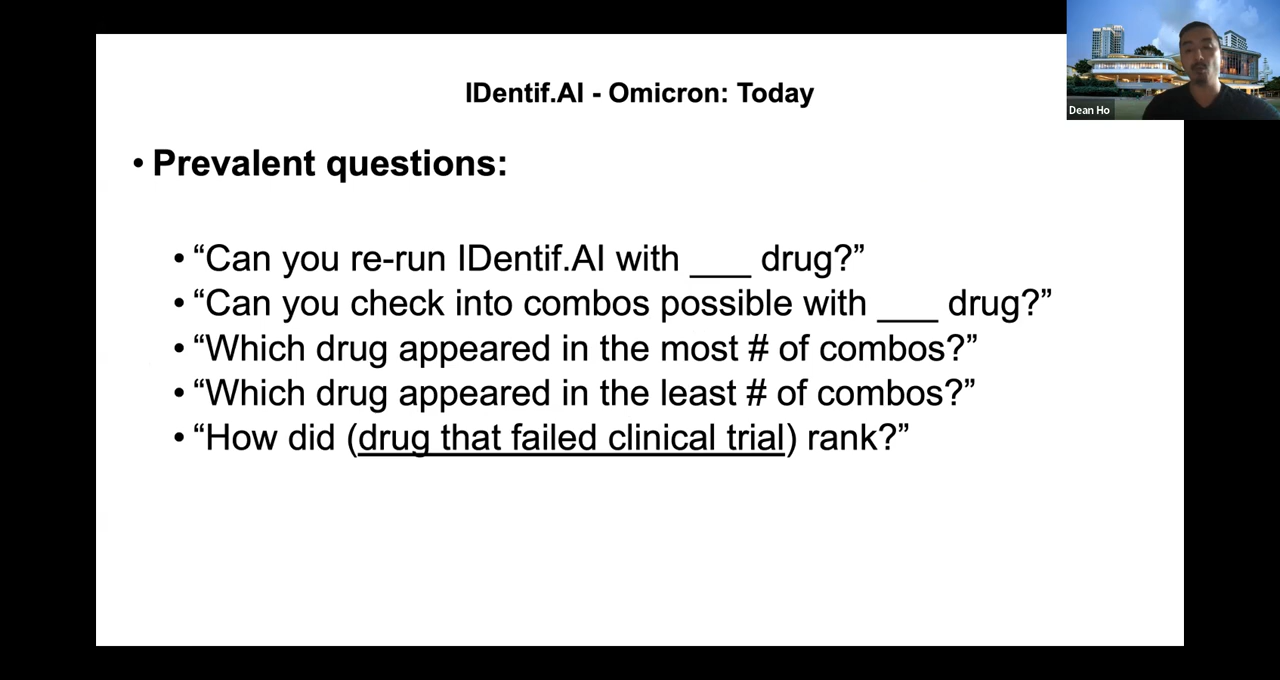 IDentif.AI - Omicron: Today
Dean Ho
• Prevalent questions:
• “Can you re-run IDentif.AI with ___ drug?”
• “Can you check into combos possible with ___ drug?”
• “Which drug appeared in the most # of combos?”
• “Which drug appeared in the least # of combos?”
• “How did (drug that failed clinical trial) rank?”